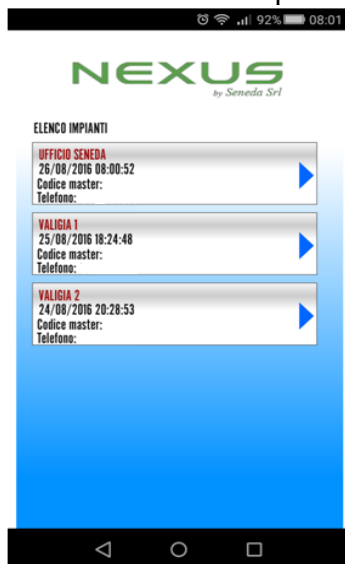 92% 08:01
NEXUS
by Seneda Srl
ELENCO IMPIANTI
UFFICIO SENEDA
26/08/2016 08:00:52
Codice master:
Telefono:
VALIGIA 1
25/08/2016 18:24:48
Codice master:
Telefono:
VALIGIA 2
24/08/2016 20:28:53
Codice master:
Telefono: